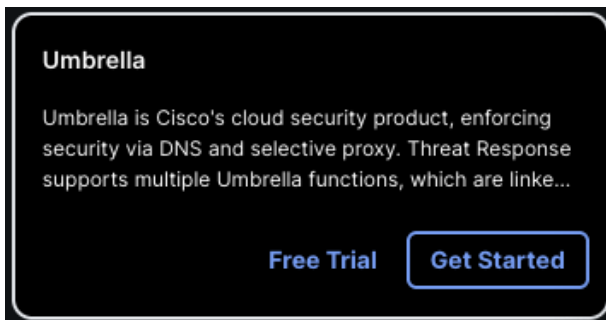 Umbrella
Umbrella is Cisco's cloud security product, enforcing
security via DNS and selective proxy. Threat Response
supports multiple Umbrella functions, which are linke...
Free Trial
Get Started